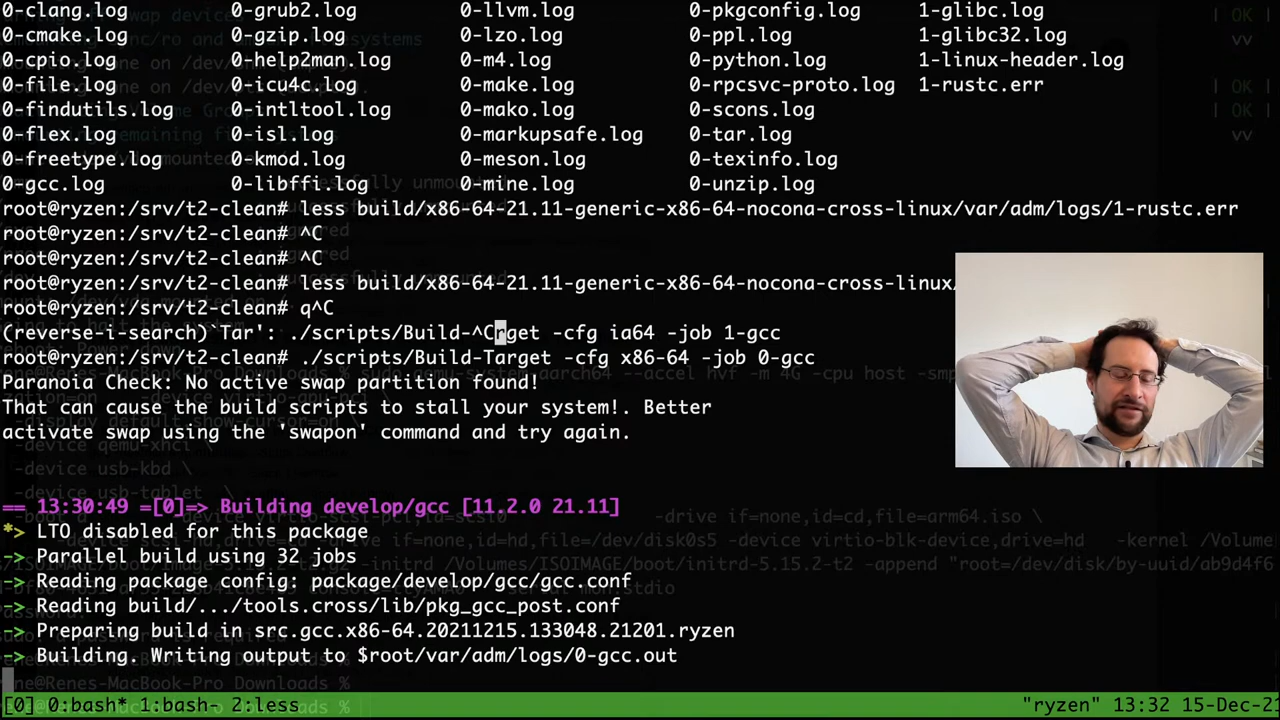 0-clang.log 0-grub2.log 0-llvm.log 0-pkgconfig.log 1-glibc.log
0-cmake.log 0-gzip.log 0-lzo.log 0-ppl.log 1-glibc32.log
0-cpio.log 0-help2man.log 0-m4.log 0-python.log 1-linux-header.log
0-file.log 0-icu4c.log 0-make.log 0-rpcsvc-proto.log 1-rustc.err
0-findutils.log 0-intltool.log 0-mako.log 0-scons.log
0-flex.log 0-isl.log 0-markupsafe.log 0-tar.log
0-freetype.log 0-kmod.log 0-meson.log 0-texinfo.log
0-gcc.log 0-libffi.log 0-mine.log 0-unzip.log
root@ryzen:/srv/t2-clean# less build/x86-64-21.11-generic-x86-64-nocona-cross-linux/var/adm/logs/1-rustc.err
root@ryzen:/srv/t2-clean# ^C
root@ryzen:/srv/t2-clean# ^C
root@ryzen:/srv/t2-clean# less build/x86-64-21.11-generic-x86-64-nocona-cross-linux/
root@ryzen:/srv/t2-clean# q^C
(reverse-i-search)`Tar': ./scripts/Build-^Crget -cfg ia64 -job 1-gcc
root@ryzen:/srv/t2-clean# ./scripts/Build-Target -cfg x86-64 -job 0-gcc
Paranoia Check: No active swap partition found!
That can cause the build scripts to stall your system!. Better
activate swap using the 'swapon' command and try again.
== 13:30:49 =[0]=> Building develop/gcc [11.2.0 21.11]
*> LTO disabled for this package
-> Parallel build using 32 jobs
-> Reading package config: package/develop/gcc/gcc.conf
-> Reading build/.../tools.cross/lib/pkg_gcc_post.conf
-> Preparing build in src.gcc.x86-64.20211215.133048.21201.ryzen
-> Building. Writing output to $root/var/adm/logs/0-gcc.out
[0] 0:bash* 1:bash- 2:less "ryzen" 13:32 15-Dec-21